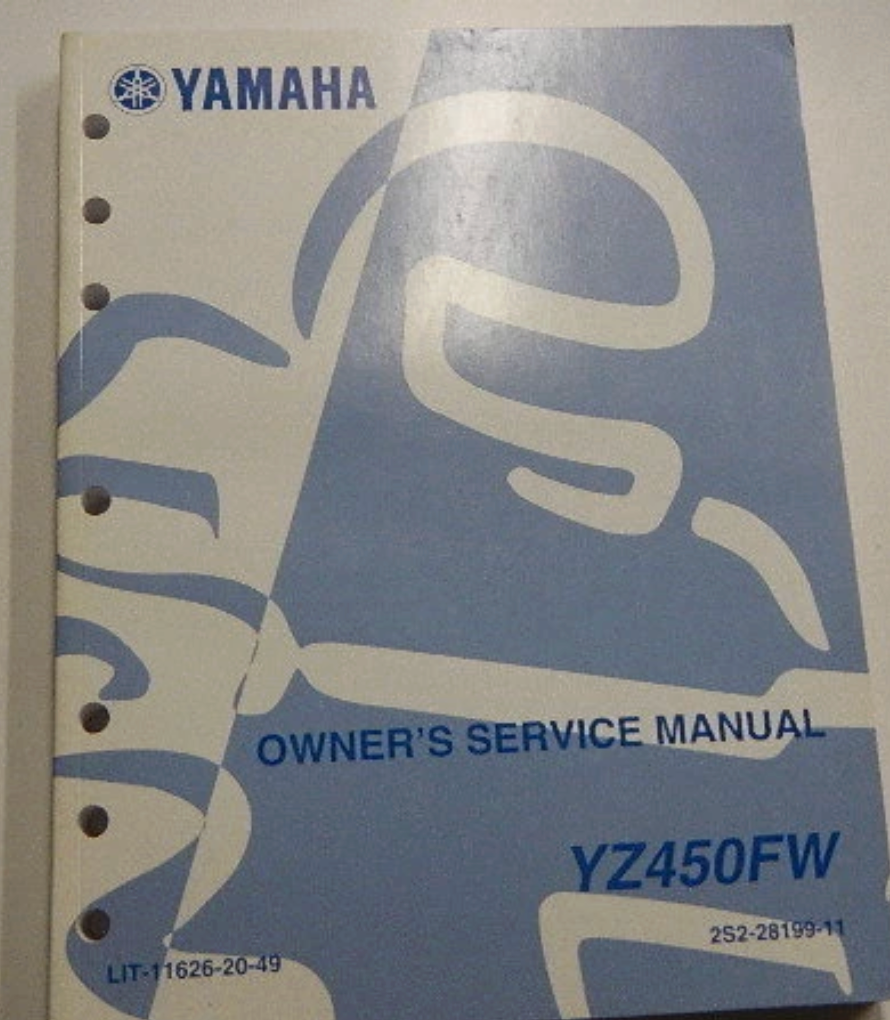 YAMAHA
OWNER'S SERVICE MANUAL
YZ450FW
2S2-28199-11
LIT-11626-20-49